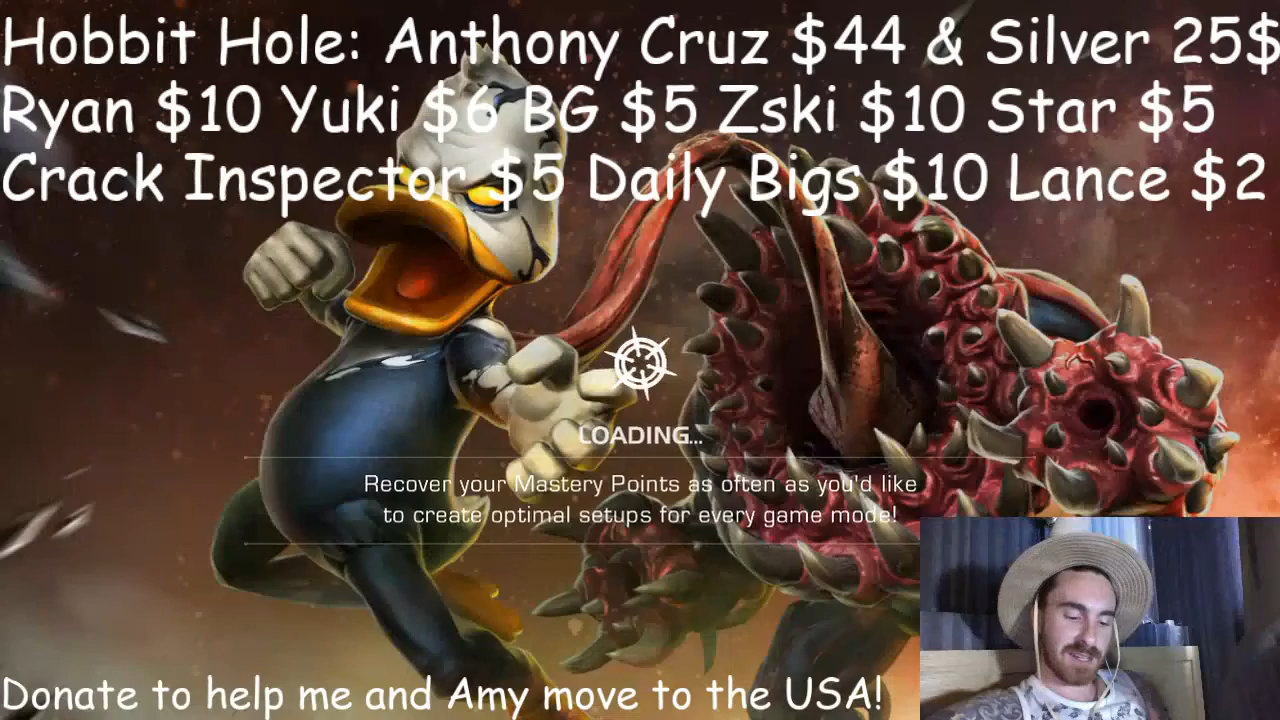 Hobbit Hole: Anthony Cruz $44 & Silver 25$
Ryan $10 Yuki $6 BG $5 Zski $10 Star $5
Crack Inspector $5 Daily Bigs $10 Lance $2
LOADING...
Recover your Mastery Points as often as you'd like
to create optimal setups for every game mode!
Donate to help me and Amy move to the USA!